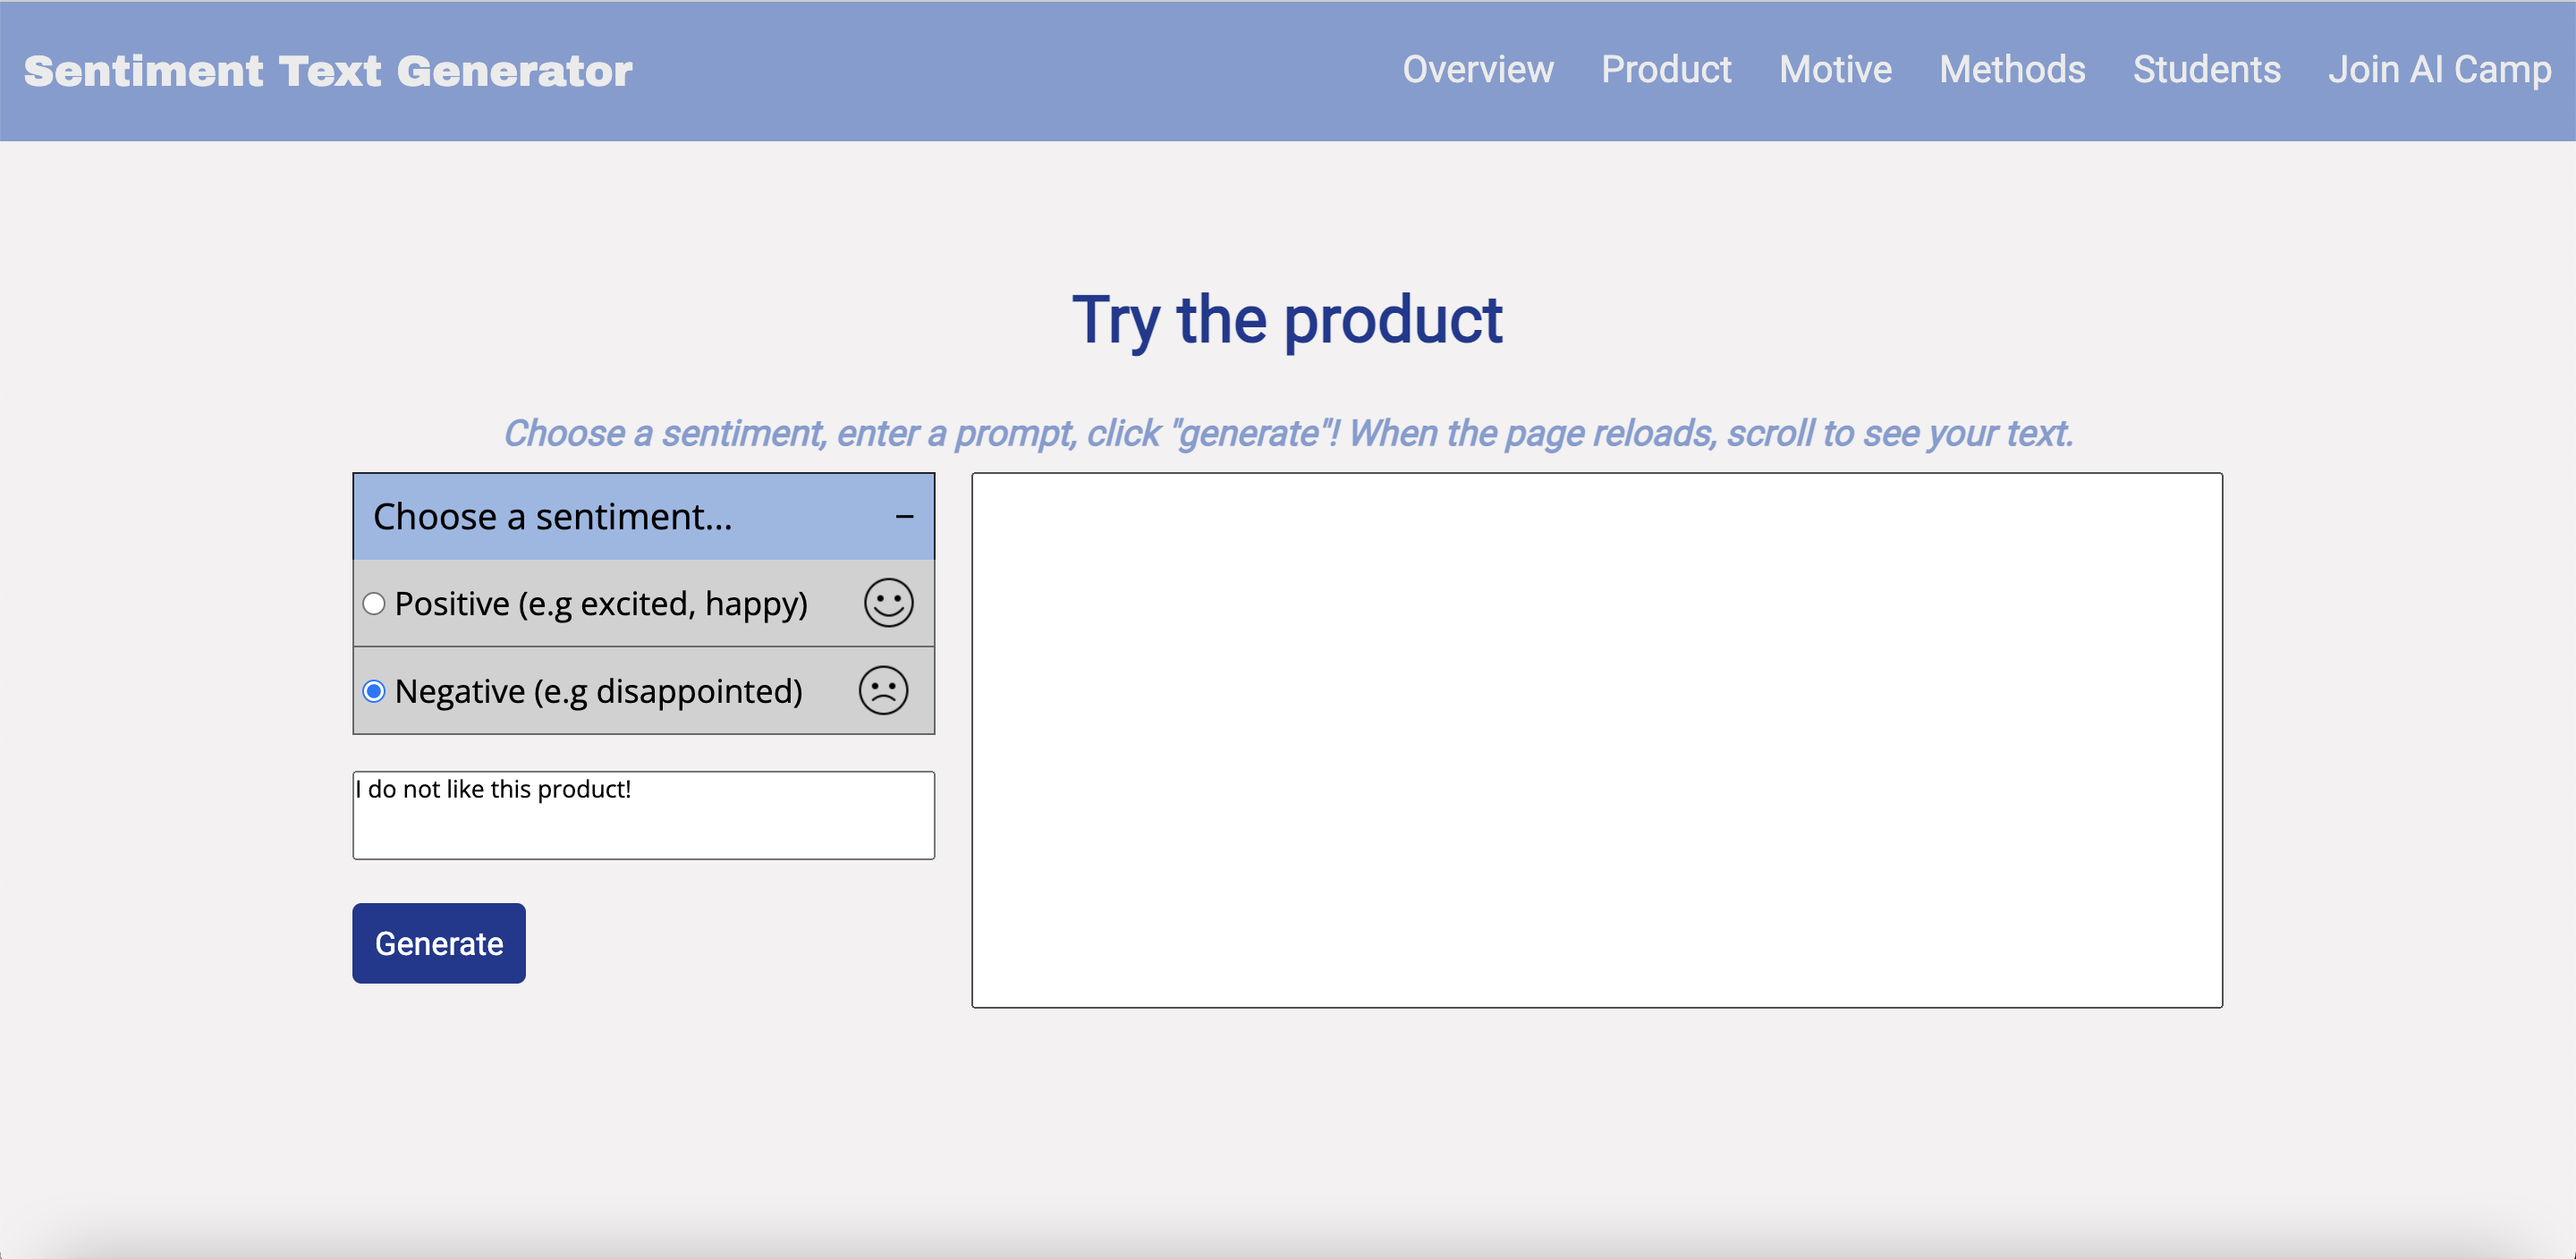 Sentiment Text Generator
Overview Product Motive Methods Students Join AI Camp
Try the product
Choose a sentiment, enter a prompt, click "generate"! When the page reloads, scroll to see your text.
Choose a sentiment... –
Positive (e.g excited, happy)
Negative (e.g disappointed)
I do not like this product!
Generate